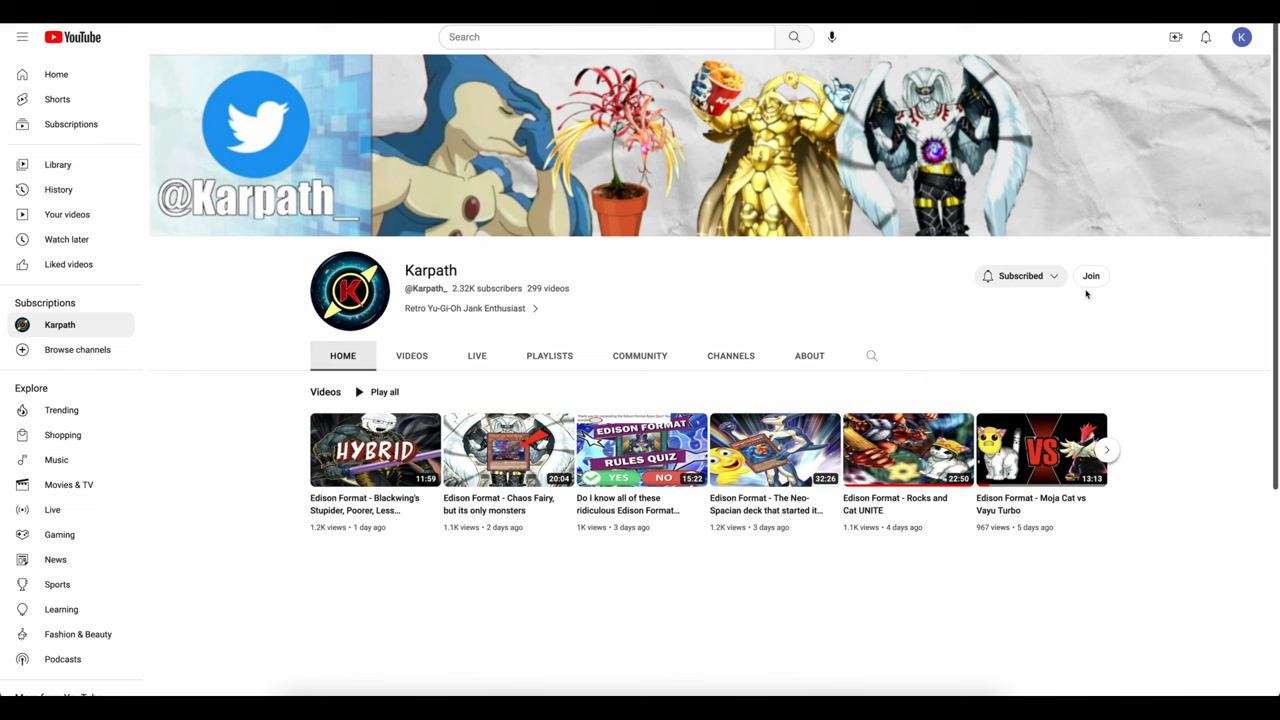 YouTube
Search
K
Home
Shorts
Subscriptions
Library
History
Your videos
Watch later
Liked videos
Subscriptions
Karpath
Browse channels
Explore
Trending
Shopping
Music
Movies & TV
Live
Gaming
News
Sports
Learning
Fashion & Beauty
Podcasts
@Karpath_
KFC
K
Karpath
@Karpath_ 2.32K subscribers 299 videos
Retro Yu-Gi-Oh Jank Enthusiast
Subscribed
Join
HOME VIDEOS LIVE PLAYLISTS COMMUNITY CHANNELS ABOUT
Videos Play all
HYBRID
11:59
Edison Format - Blackwing's
Stupider, Poorer, Less...
1.2K views • 1 day ago
20:04
Edison Format - Chaos Fairy,
but its only monsters
1.1K views • 2 days ago
EDISON FORMAT
RULES QUIZ
YES
NO
15:22
Do I know all of these
ridiculous Edison Format...
1K views • 3 days ago
32:26
Edison Format - The Neo-
Spacian deck that started it...
1.2K views • 3 days ago
22:50
Edison Format - Rocks and
Cat UNITE
1.1K views • 4 days ago
VS
13:13
Edison Format - Moja Cat vs
Vayu Turbo
967 views • 5 days ago